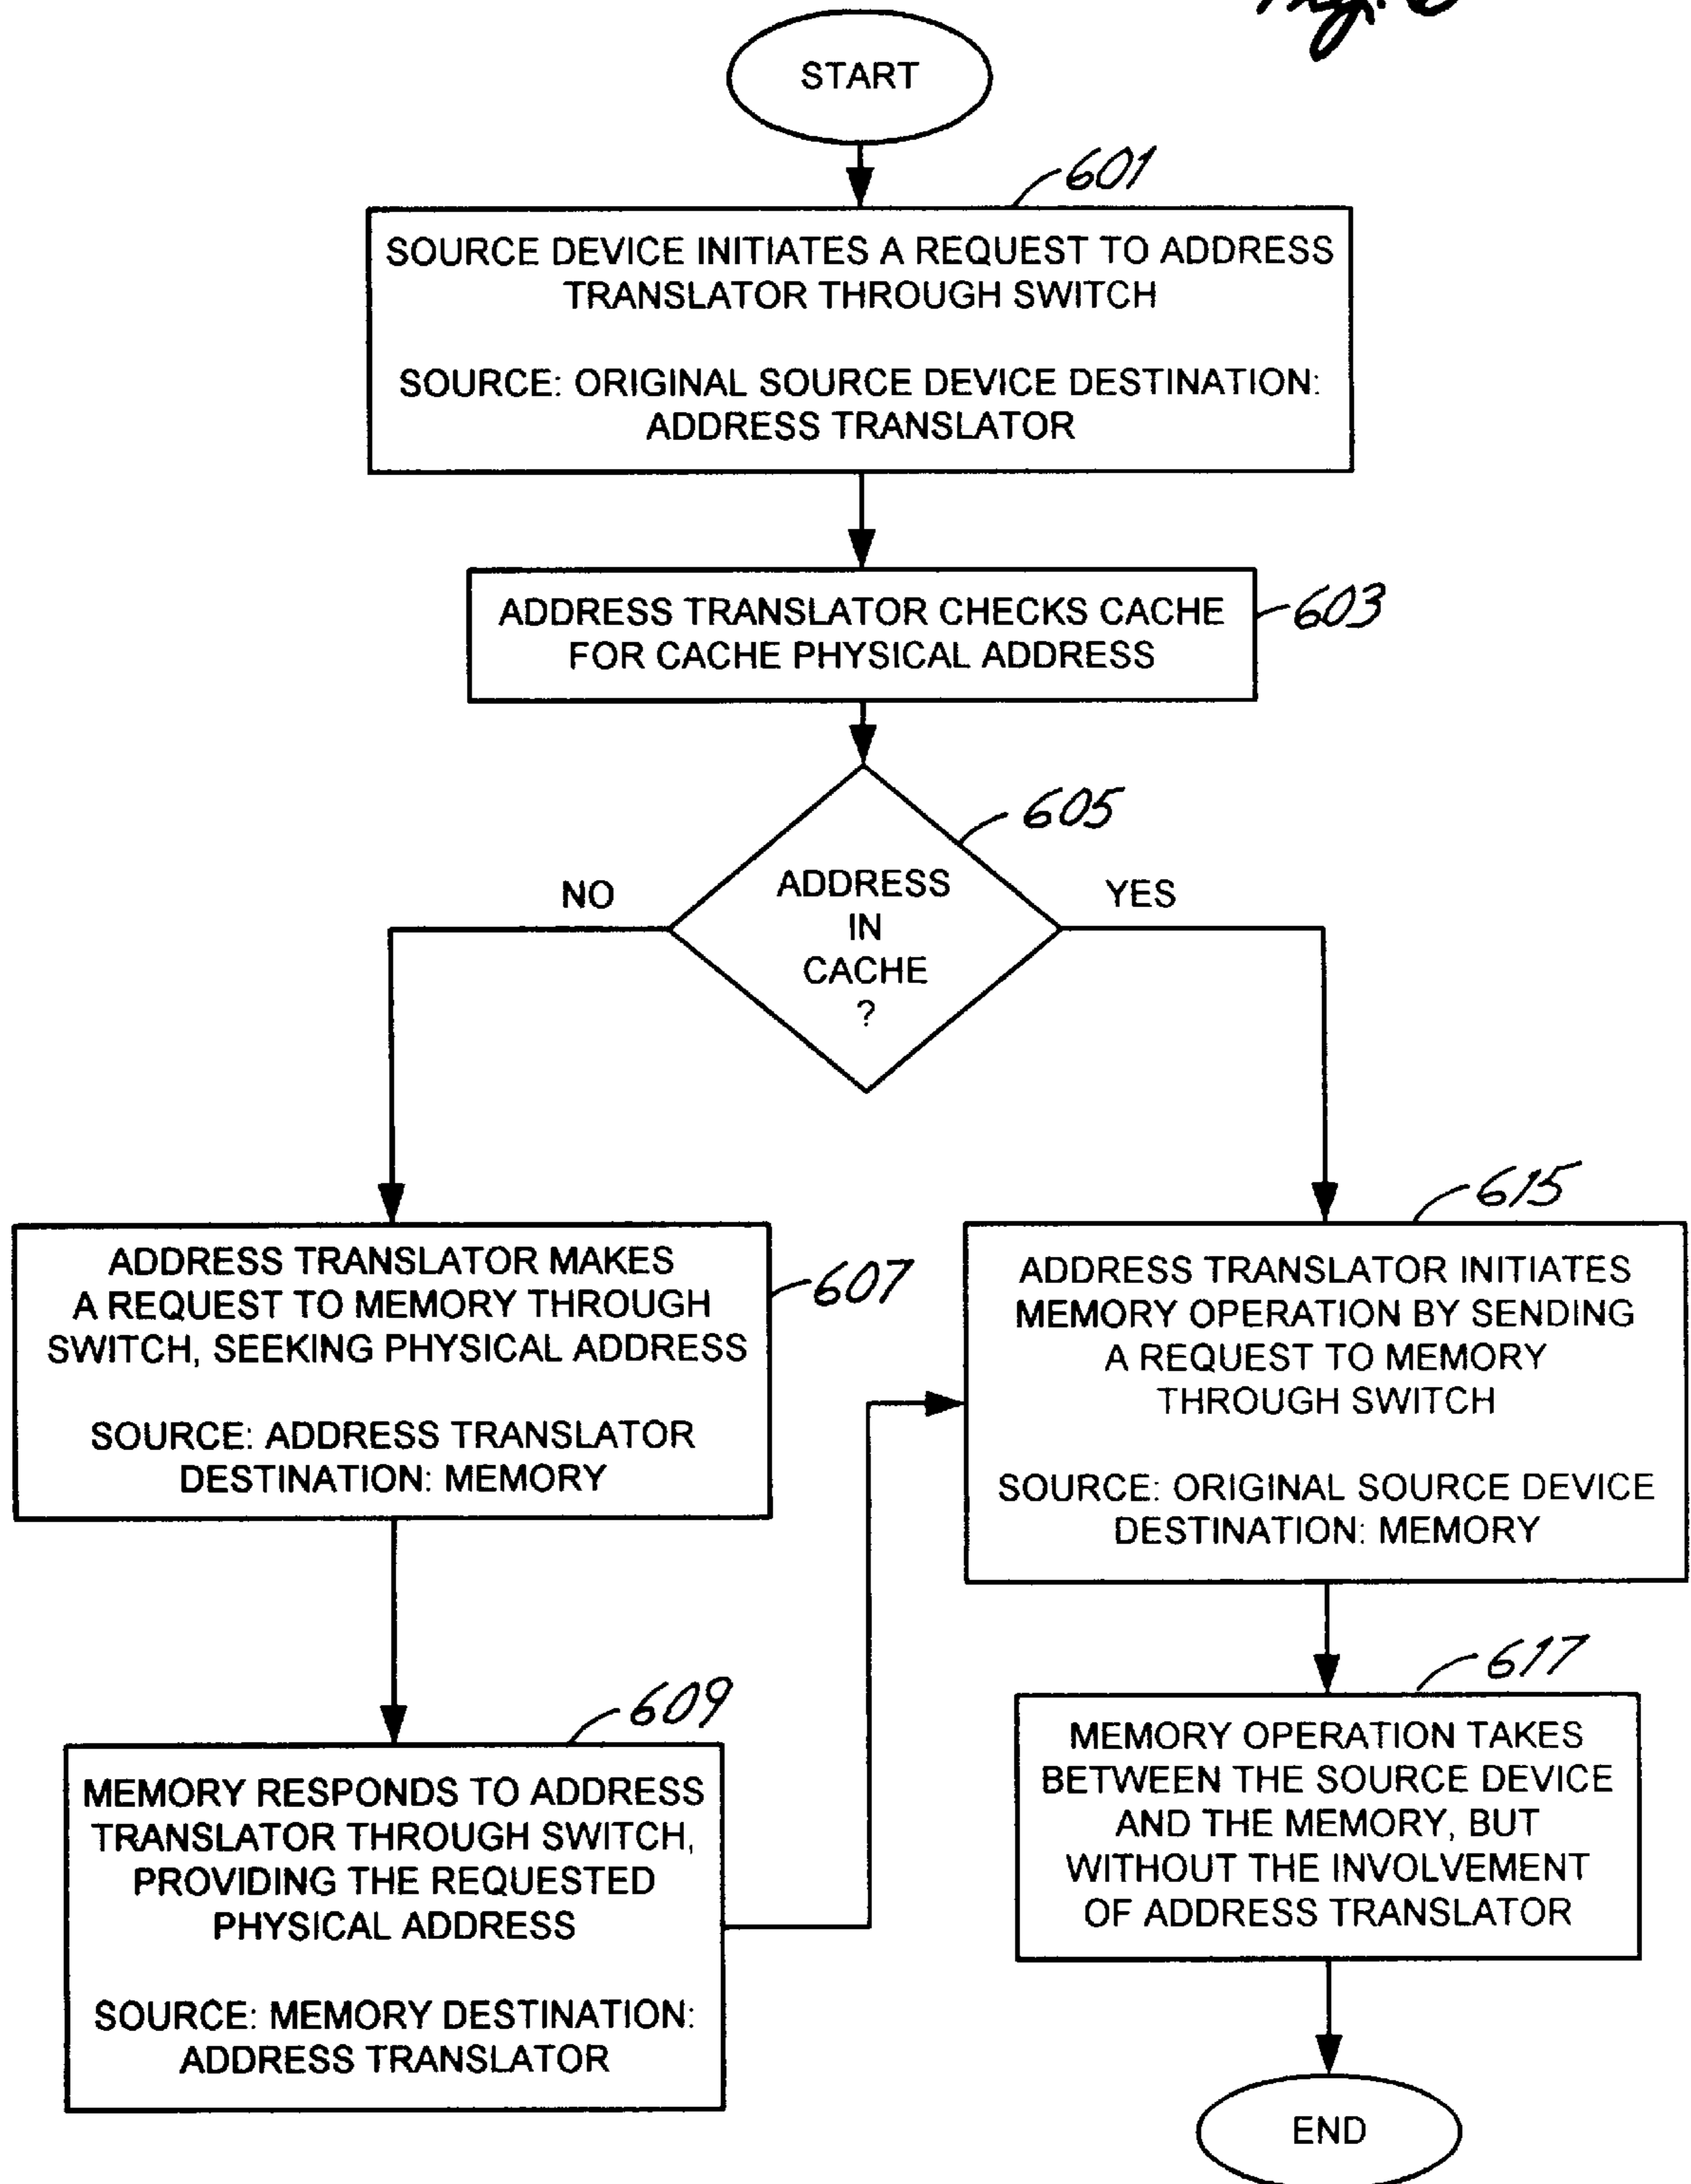 Fig. 6
START
601
SOURCE DEVICE INITIATES A REQUEST TO ADDRESS
TRANSLATOR THROUGH SWITCH
SOURCE: ORIGINAL SOURCE DEVICE DESTINATION:
ADDRESS TRANSLATOR
ADDRESS TRANSLATOR CHECKS CACHE
FOR CACHE PHYSICAL ADDRESS
603
605
NO
ADDRESS
IN
CACHE
?
YES
607
ADDRESS TRANSLATOR MAKES
A REQUEST TO MEMORY THROUGH
SWITCH, SEEKING PHYSICAL ADDRESS
SOURCE: ADDRESS TRANSLATOR
DESTINATION: MEMORY
615
ADDRESS TRANSLATOR INITIATES
MEMORY OPERATION BY SENDING
A REQUEST TO MEMORY
THROUGH SWITCH
SOURCE: ORIGINAL SOURCE DEVICE
DESTINATION: MEMORY
609
MEMORY RESPONDS TO ADDRESS
TRANSLATOR THROUGH SWITCH,
PROVIDING THE REQUESTED
PHYSICAL ADDRESS
SOURCE: MEMORY DESTINATION:
ADDRESS TRANSLATOR
617
MEMORY OPERATION TAKES
BETWEEN THE SOURCE DEVICE
AND THE MEMORY, BUT
WITHOUT THE INVOLVEMENT
OF ADDRESS TRANSLATOR
END